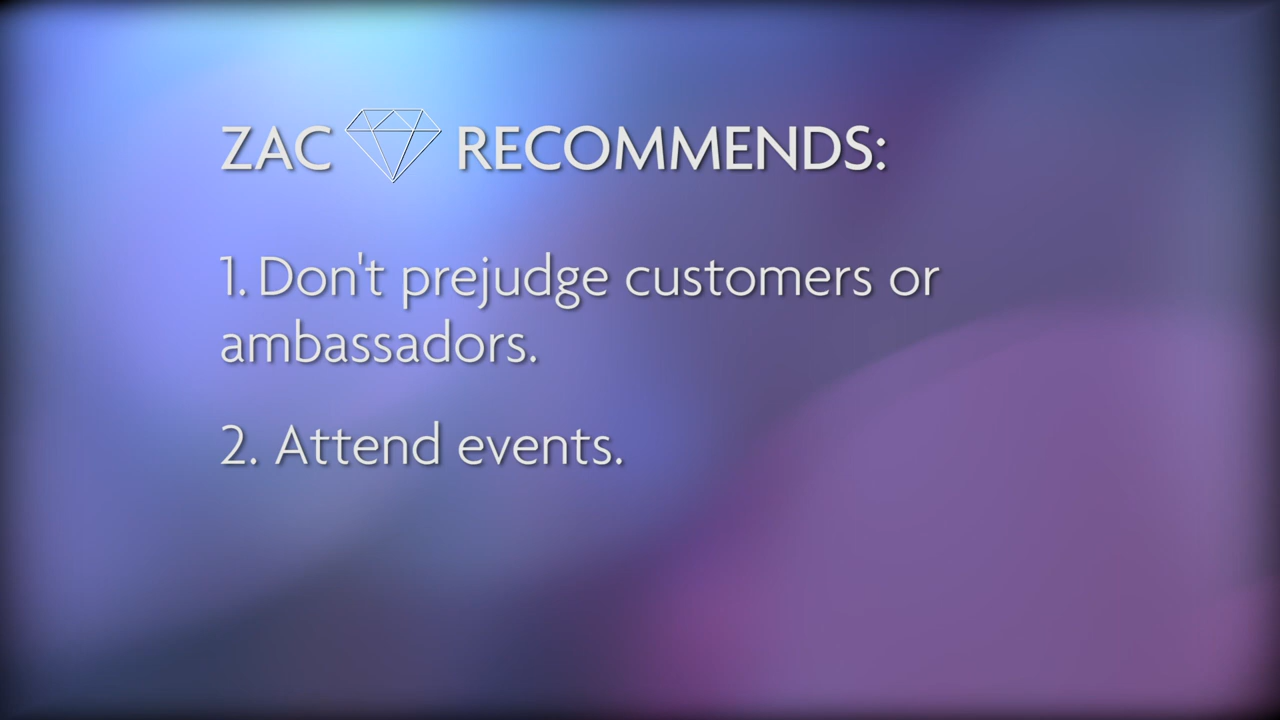 ZAC RECOMMENDS:
1. Don't prejudge customers or
ambassadors.
2. Attend events.